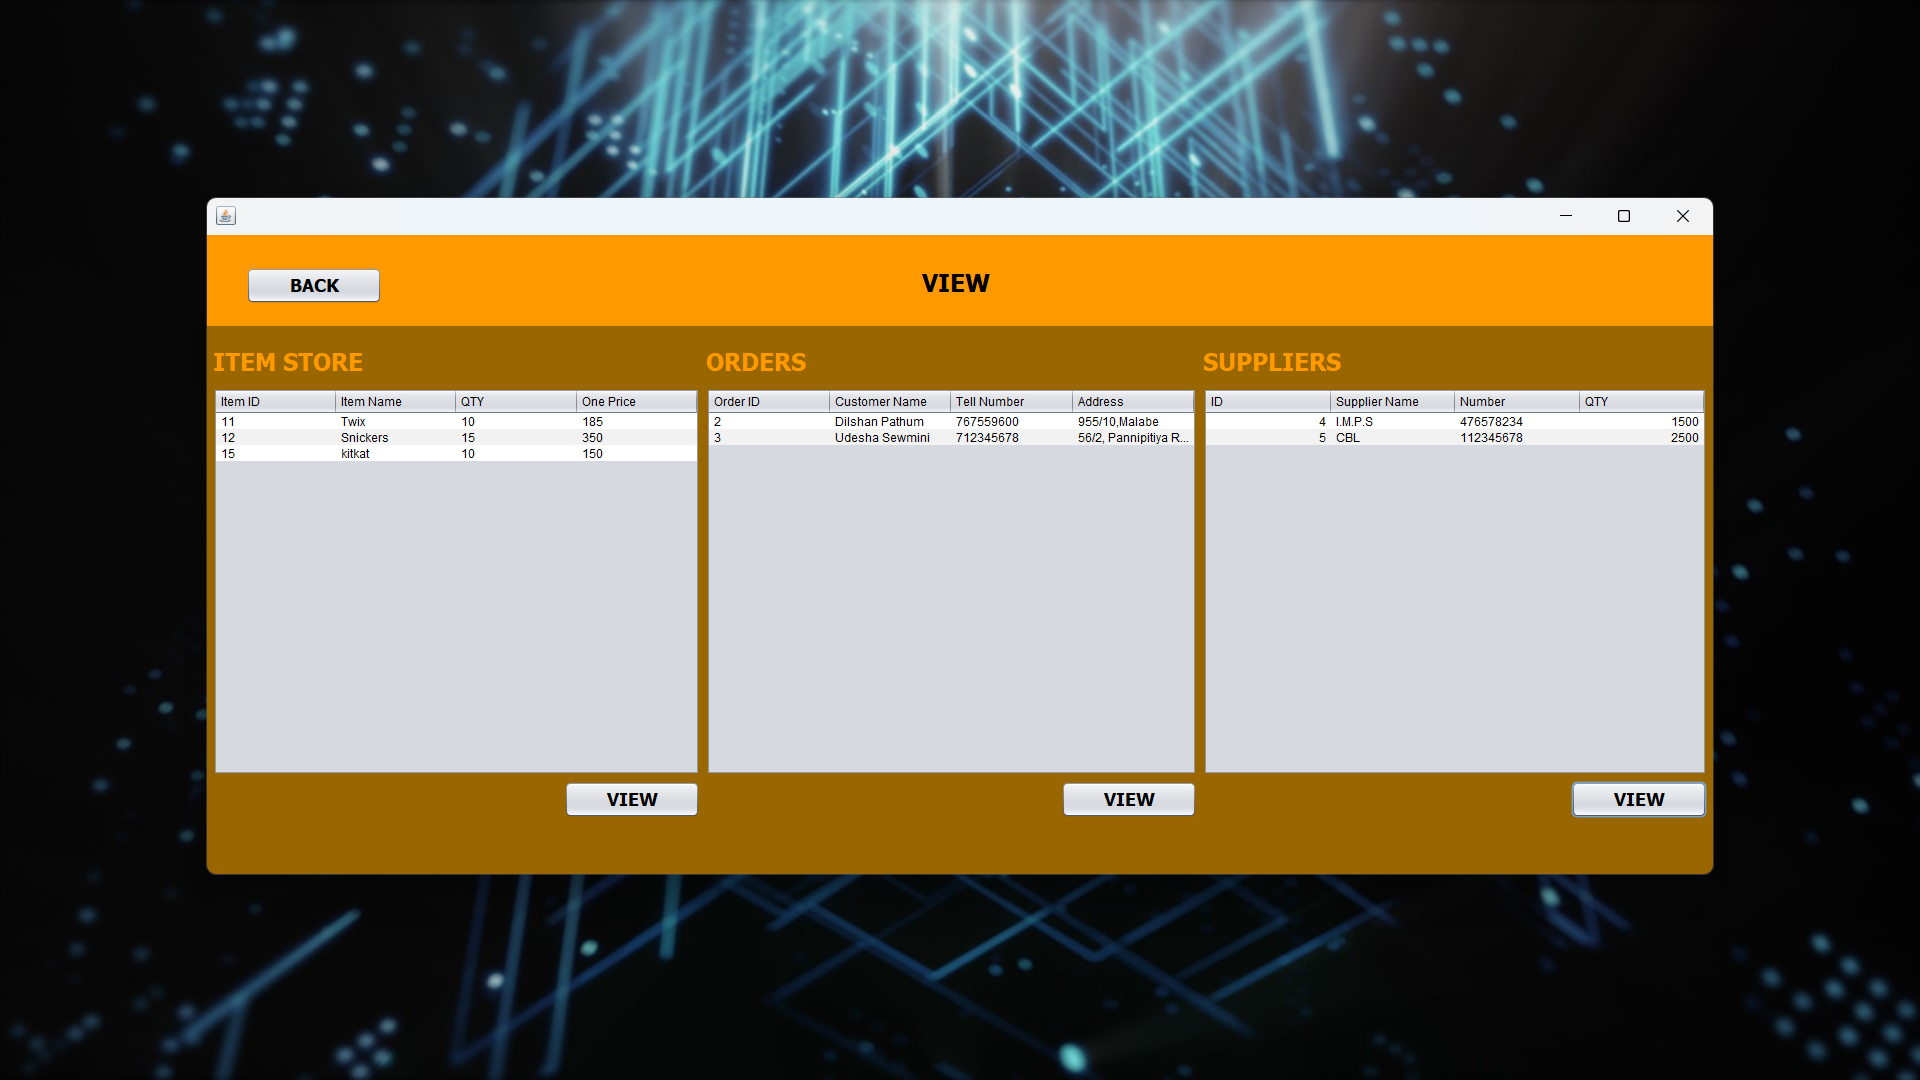 BACK
VIEW
ITEM STORE
Item ID Item Name QTY One Price
11 Twix 10 185
12 Snickers 15 350
15 kitkat 10 150
VIEW
ORDERS
Order ID Customer Name Tell Number Address
2 Dilshan Pathum 767559600 955/10,Malabe
3 Udesha Sewmini 712345678 56/2, Pannipitiya R...
VIEW
SUPPLIERS
ID Supplier Name Number QTY
4 I.M.P.S 476578234 1500
5 CBL 112345678 2500
VIEW